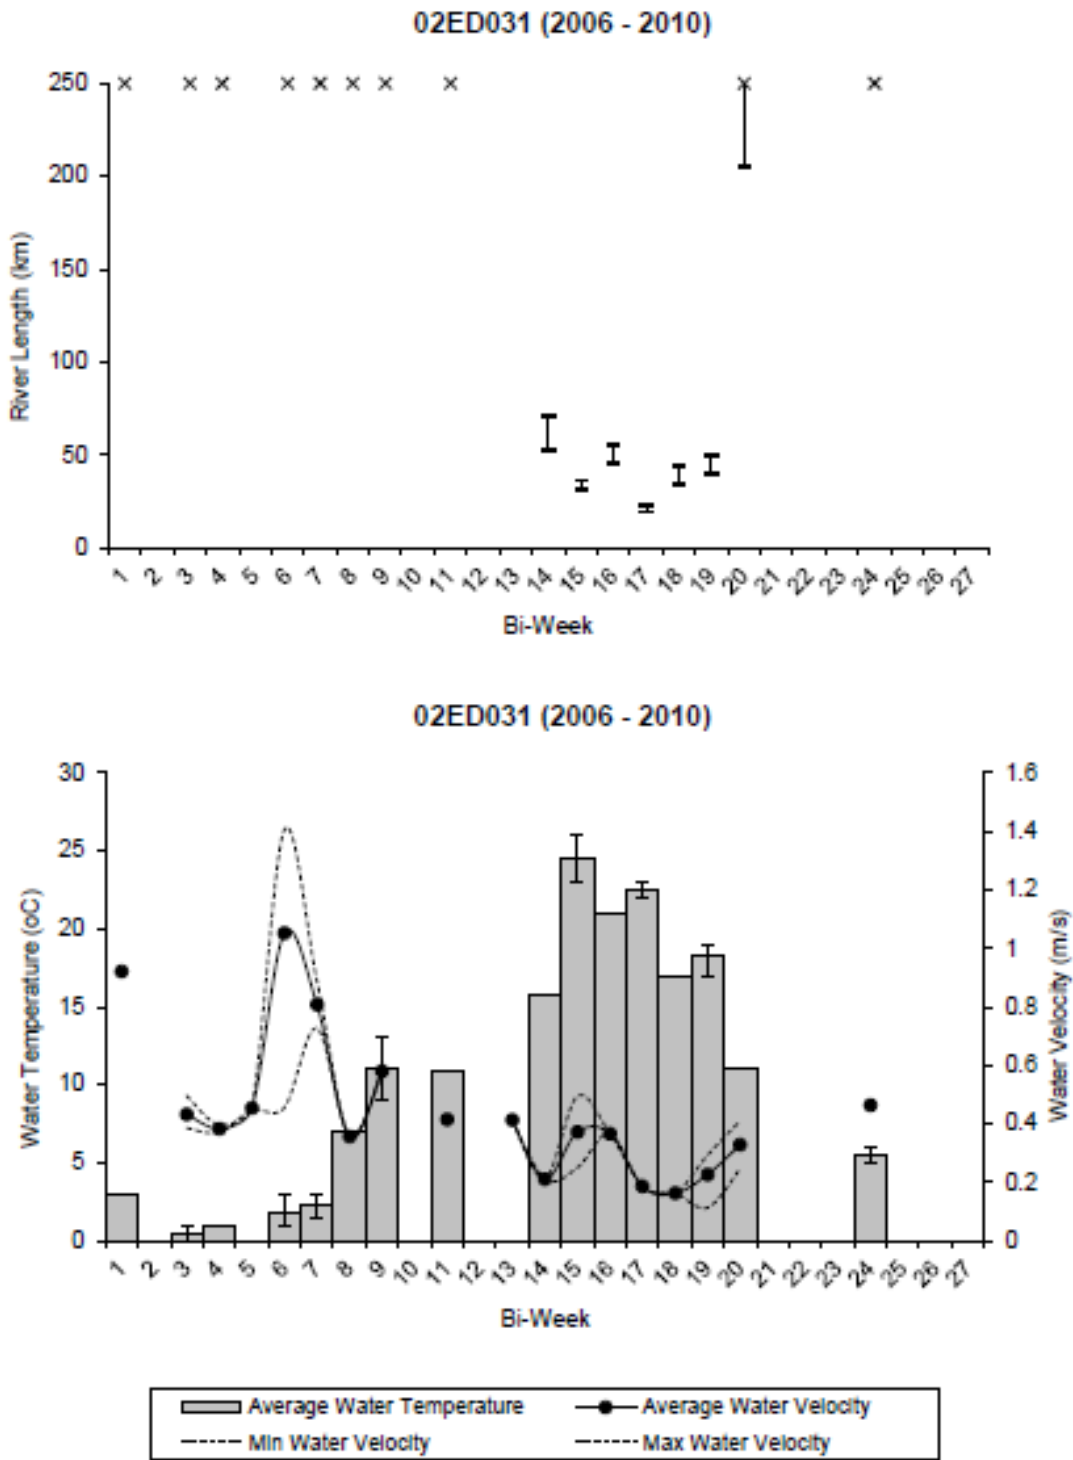 02ED031 (2006 - 2010)
250
200
150
100
50
0
River Length (km)
1 2 3 4 5 6 7 8 9 10 11 12 13 14 15 16 17 18 19 20 21 22 23 24 25 26 27
Bi-Week
02ED031 (2006 - 2010)
30 1.6
25 1.4
20 1.2
15 1
10 0.8
5 0.6
0 0.4
0.2
0
Water Temperature (oC)
Water Velocity (m/s)
1 2 3 4 5 6 7 8 9 10 11 12 13 14 15 16 17 18 19 20 21 22 23 24 25 26 27
Bi-Week
Average Water Temperature Average Water Velocity
Min Water Velocity Max Water Velocity